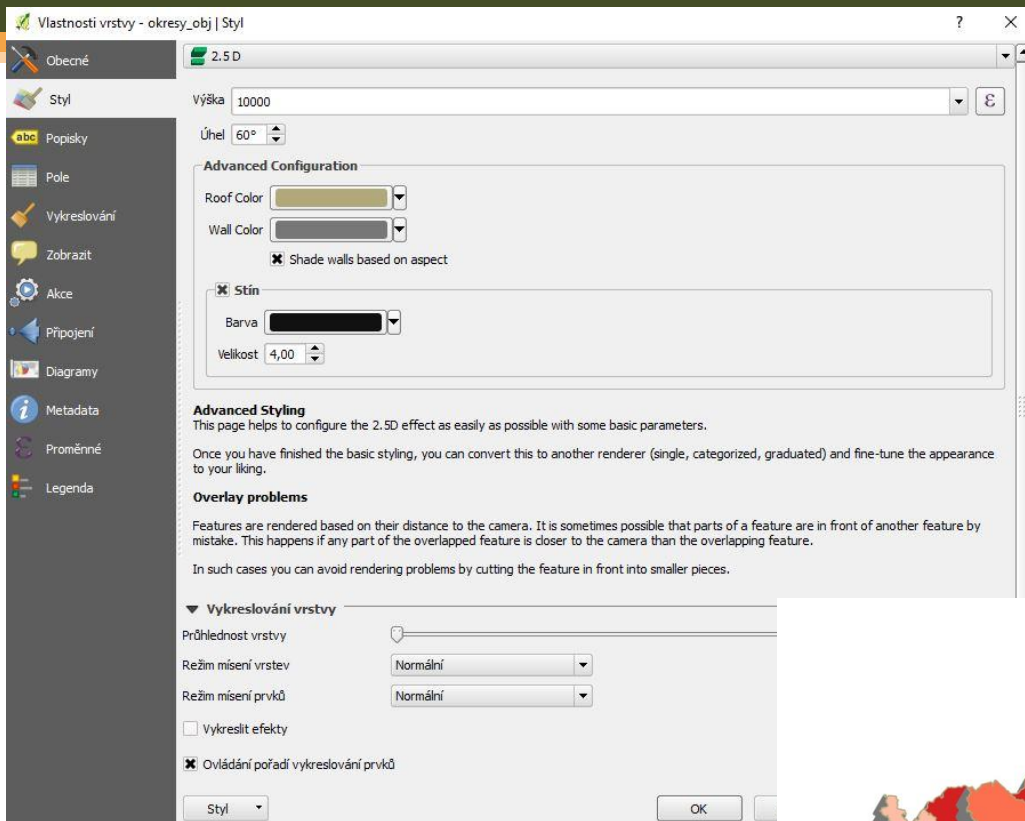 Vlastnosti vrstvy - okresy_obj | Styl
?
Obecné
Styl
abc Popisky
Pole
Vykreslování
Zobrazit
Akce
Připojení
Diagramy
Metadata
Proměnné
Legenda
2.5 D
Výška 10000 ε
Úhel 60°
Advanced Configuration
Roof Color
Wall Color
Shade walls based on aspect
Stín
Barva
Velikost 4,00
Advanced Styling
This page helps to configure the 2.5D effect as easily as possible with some basic parameters.
Once you have finished the basic styling, you can convert this to another renderer (single, categorized, graduated) and fine-tune the appearance
to your liking.
Overlay problems
Features are rendered based on their distance to the camera. It is sometimes possible that parts of a feature are in front of another feature by
mistake. This happens if any part of the overlapped feature is closer to the camera than the overlapping feature.
In such cases you can avoid rendering problems by cutting the feature in front into smaller pieces.
Vykreslování vrstvy
Průhlednost vrstvy
Režim mísení vrstev Normální
Režim mísení prvků Normální
Vykreslit efekty
Ovládání pořadí vykreslování prvků
Styl OK